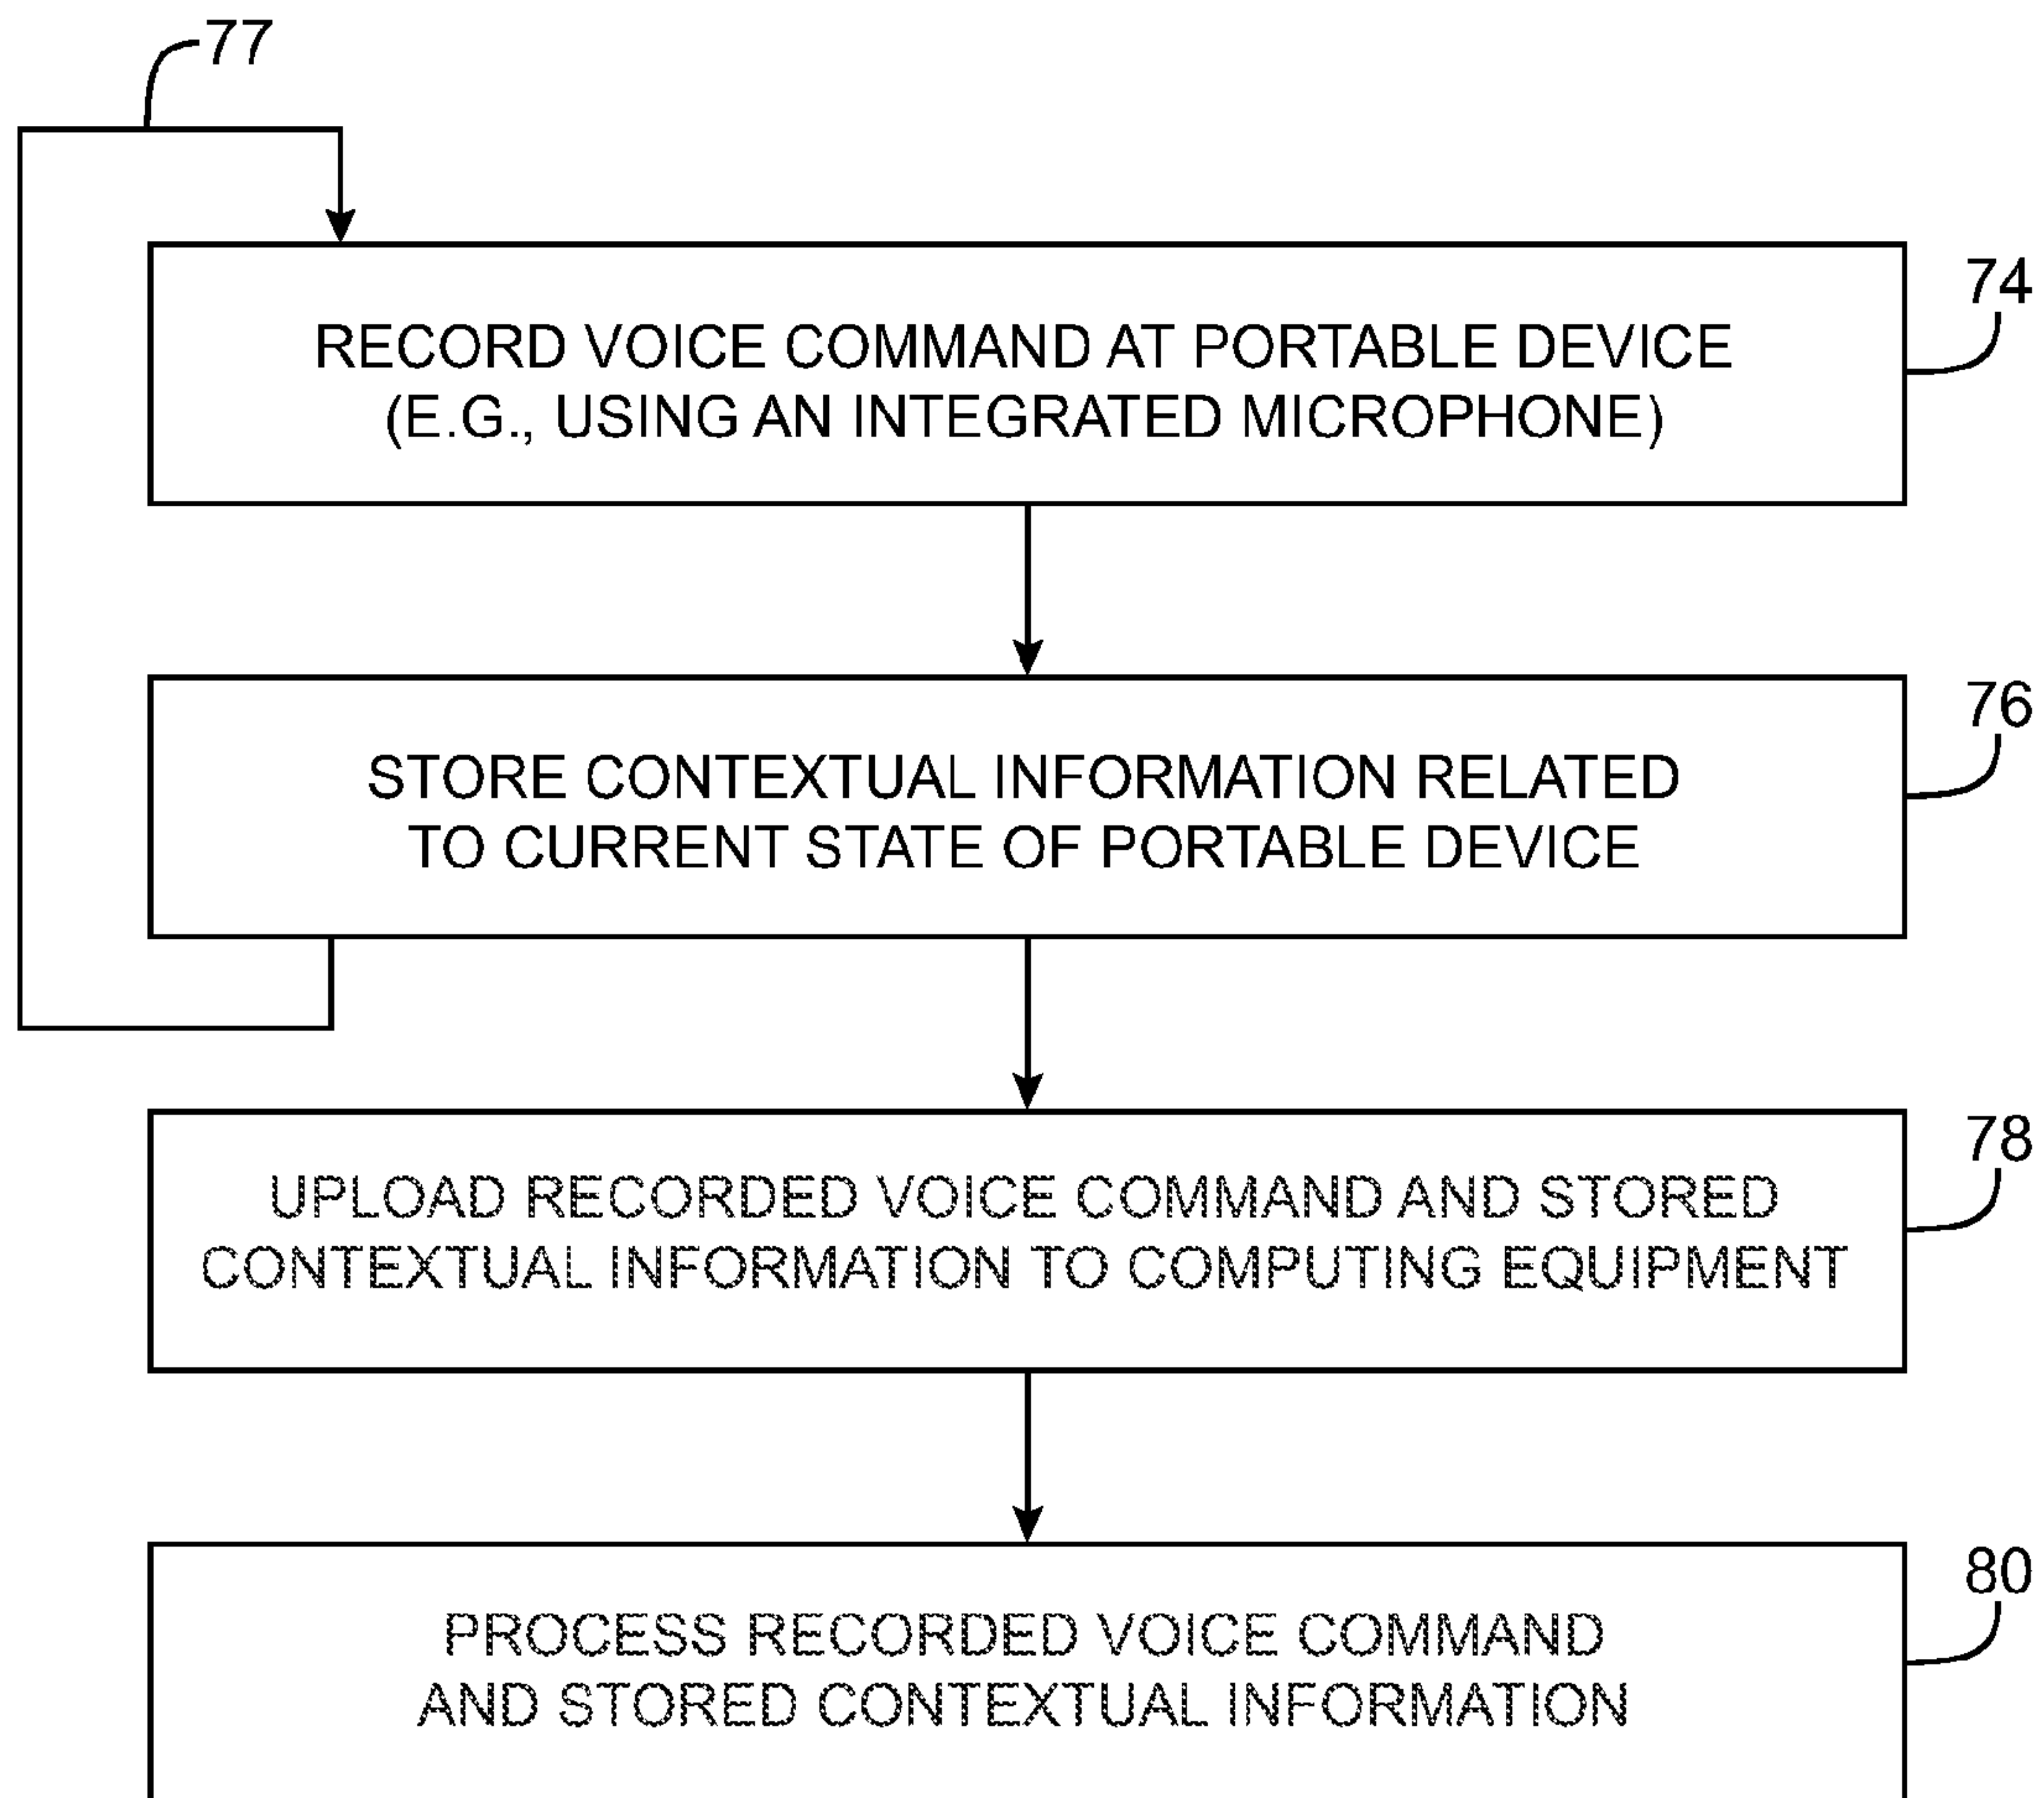 77
74
RECORD VOICE COMMAND AT PORTABLE DEVICE
(E.G., USING AN INTEGRATED MICROPHONE)
76
STORE CONTEXTUAL INFORMATION RELATED
TO CURRENT STATE OF PORTABLE DEVICE
78
UPLOAD RECORDED VOICE COMMAND AND STORED
CONTEXTUAL INFORMATION TO COMPUTING EQUIPMENT
80
PROCESS RECORDED VOICE COMMAND
AND STORED CONTEXTUAL INFORMATION